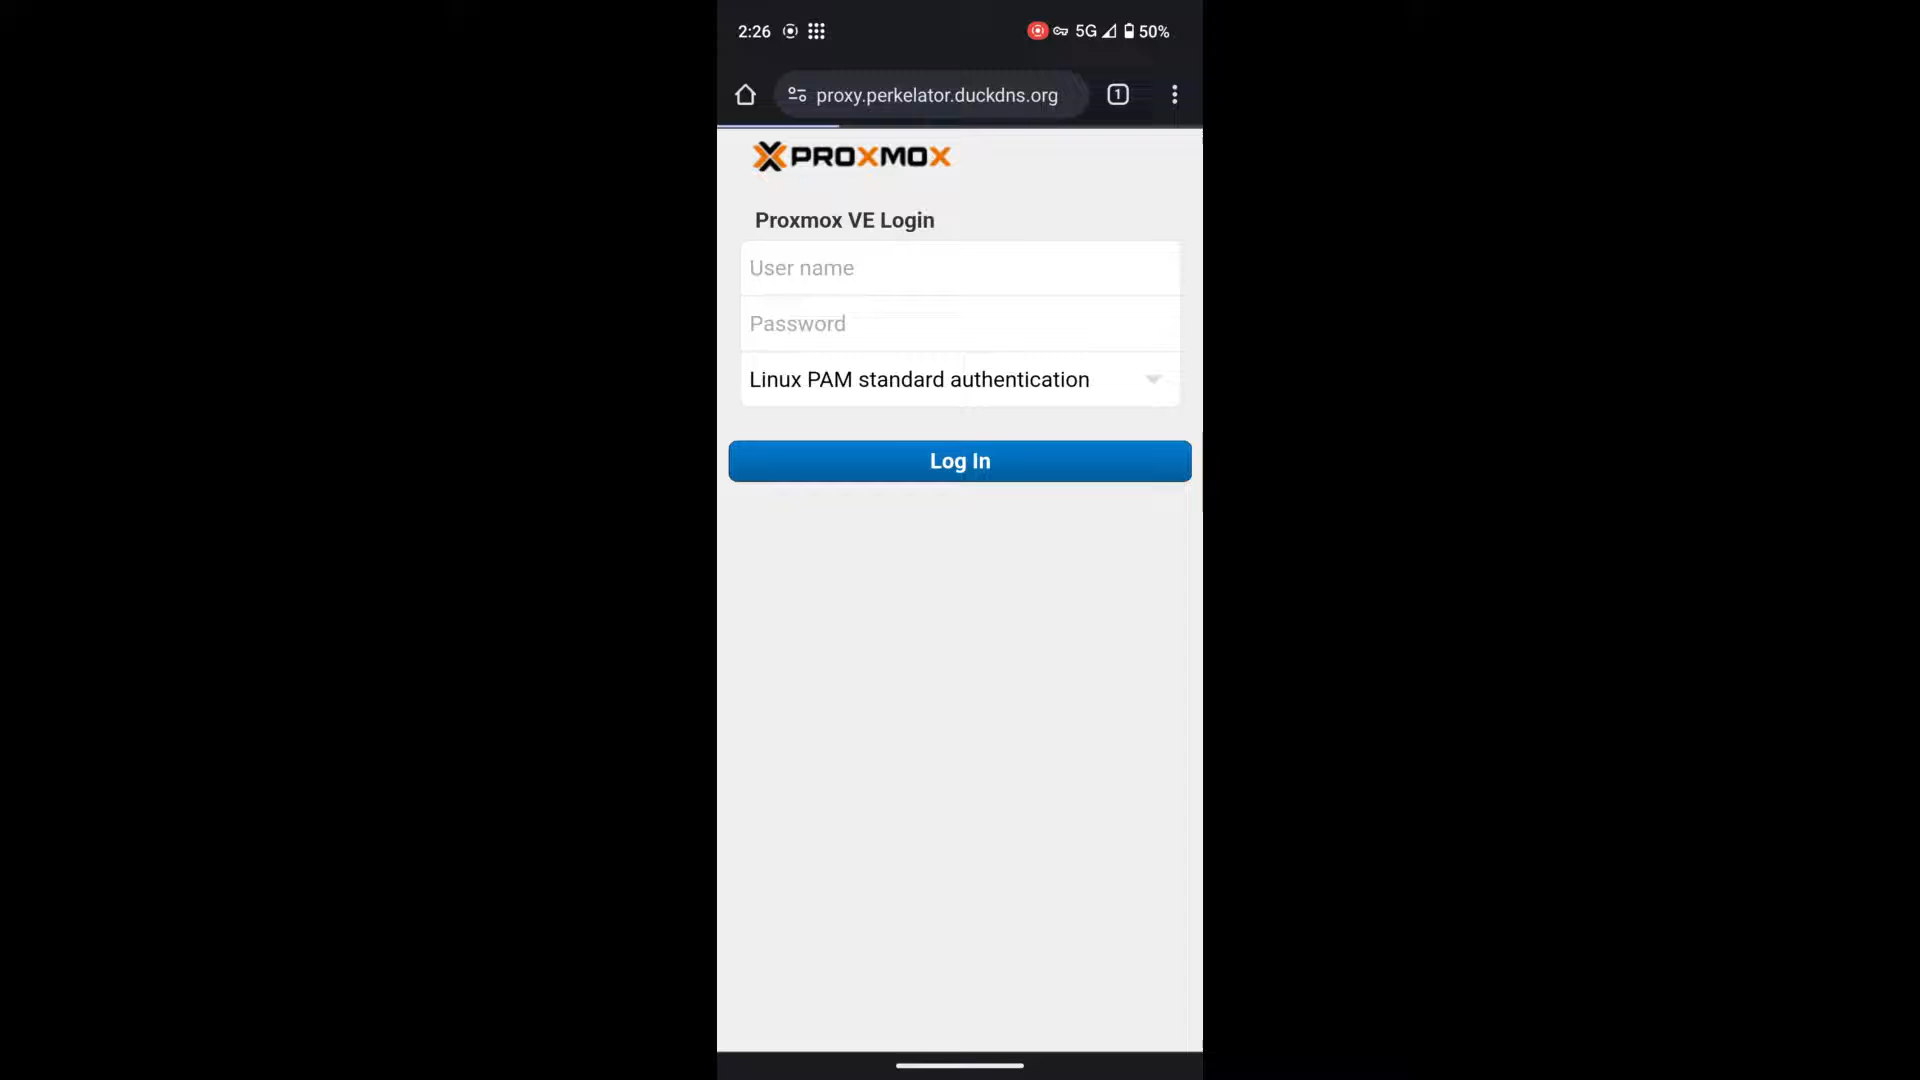 2:26 5G 50%
proxy.perkelator.duckdns.org 1
PROXMOX
Proxmox VE Login
User name
Password
Linux PAM standard authentication
Log In